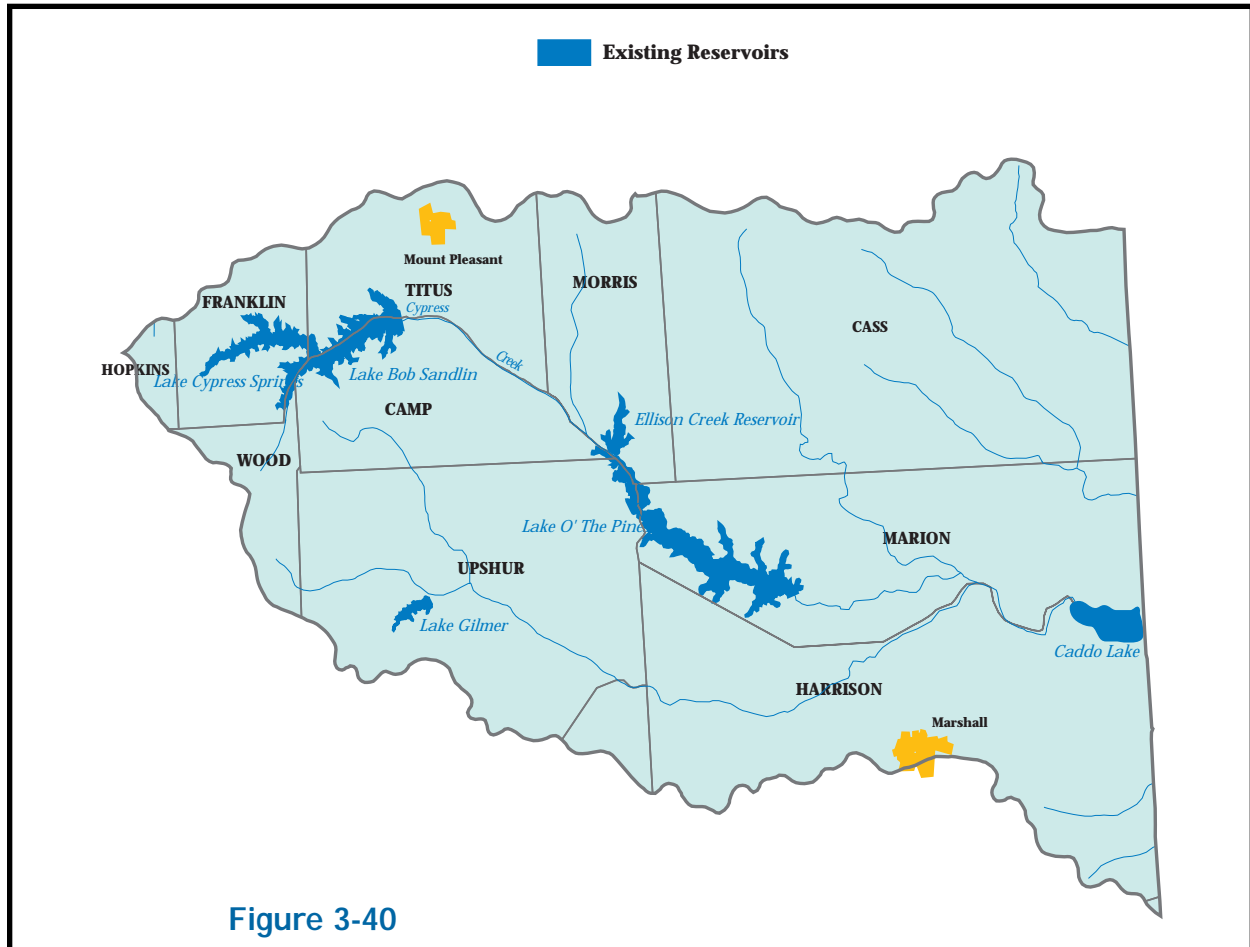 Existing Reservoirs
Mount Pleasant
TITUS
MORRIS
FRANKLIN
Cypress
CASS
HOPKINS
Lake Cypress Springs
Lake Bob Sandlin
Creek
CAMP
Ellison Creek Reservoir
WOOD
Lake O' The Pine
MARION
UPSHUR
Lake Gilmer
Caddo Lake
HARRISON
Marshall
Figure 3-40